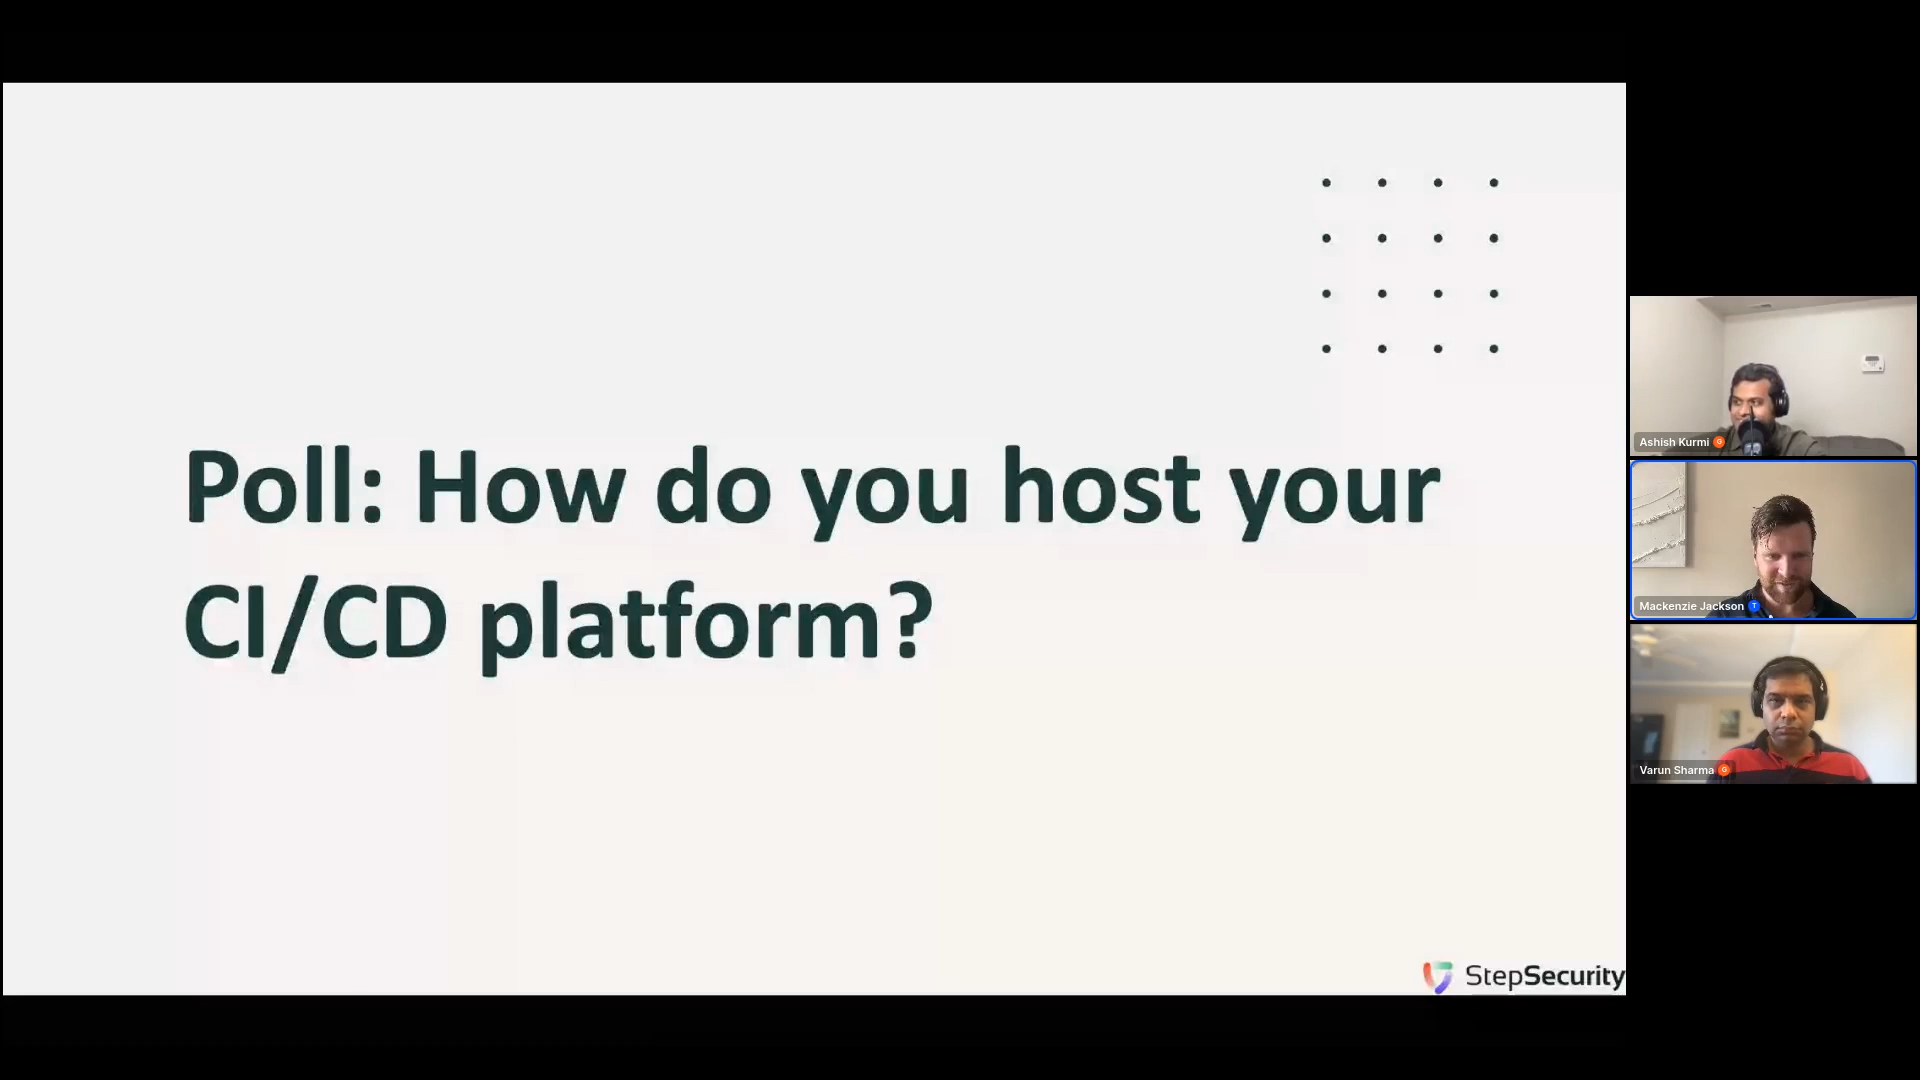 Poll: How do you host your
CI/CD platform?
StepSecurity
Ashish Kurmi G
Mackenzie Jackson T
Varun Sharma G